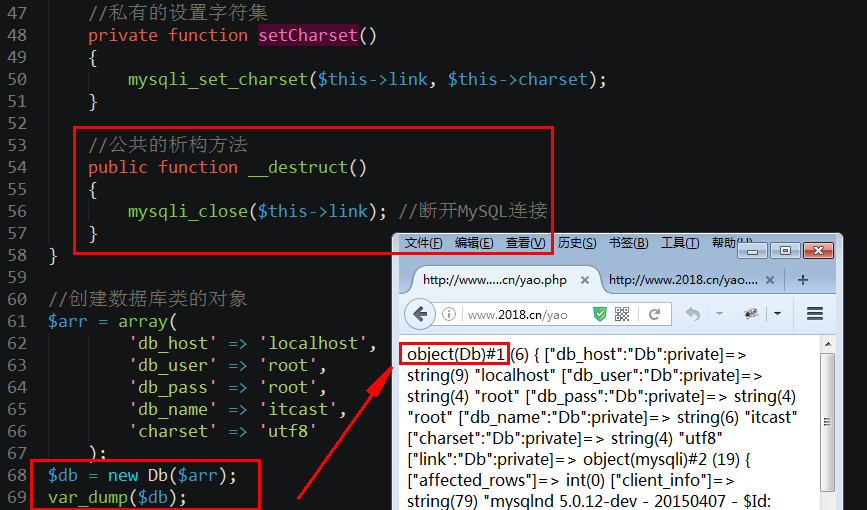 47 //私有的设置字符集
48 private function setCharset()
49 {
50 mysqli_set_charset($this->link, $this->charset);
51 }
52
53 //公共的析构方法
54 public function __destruct()
55 {
56 mysqli_close($this->link); //断开MySQL连接
57 }
58 }
59
60 //创建数据库类的对象
61 $arr = array(
62 'db_host' => 'localhost',
63 'db_user' => 'root',
64 'db_pass' => 'root',
65 'db_name' => 'itcast',
66 'charset' => 'utf8'
67 );
68 $db = new Db($arr);
69 var_dump($db);
文件(F) 编辑(E) 查看(V) 历史(S) 书签(B) 工具(T) 帮助(
http://www.....cn/yao.php × http://www.2018.cn/yao.... × +
www.2018.cn/yao
object(Db)#1 (6) { ["db_host":"Db":private]=>
string(9) "localhost" ["db_user":"Db":private]=>
string(4) "root" ["db_pass":"Db":private]=> string(4)
"root" ["db_name":"Db":private]=> string(6) "itcast"
["charset":"Db":private]=> string(4) "utf8"
["link":"Db":private]=> object(mysqli)#2 (19) {
["affected_rows"]=> int(0) ["client_info"]=>
string(79) "mysqlnd 5.0.12-dev - 20150407 - $Id: